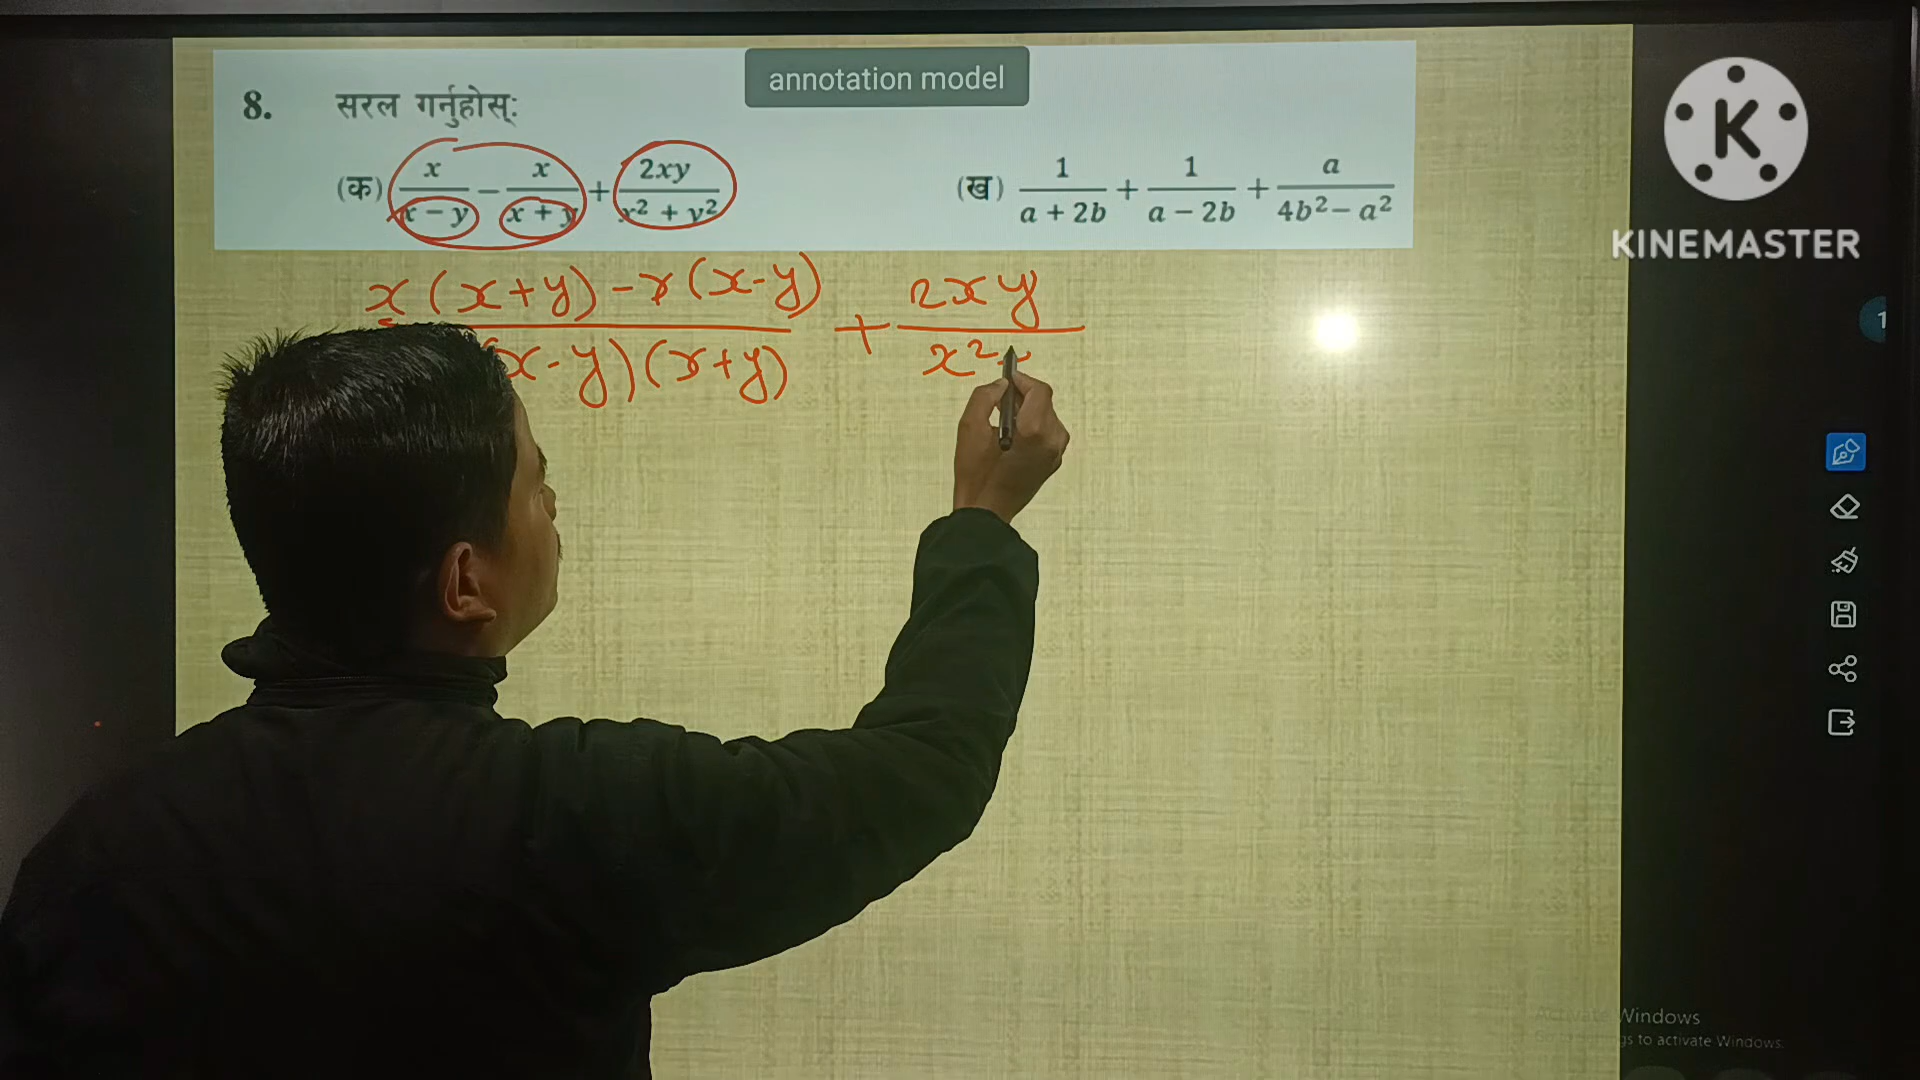 annotation model
8. सरल गर्नुहोस्:
(क) x/x − y − x/x + y + 2xy/x² + y² (ख) 1/a + 2b + 1/a − 2b + a/4b² − a²
x(x+y) - x(x-y) + 2xy
x-y)(x+y) x²
K
KINEMASTER
1
Windows
gs to activate Windows.